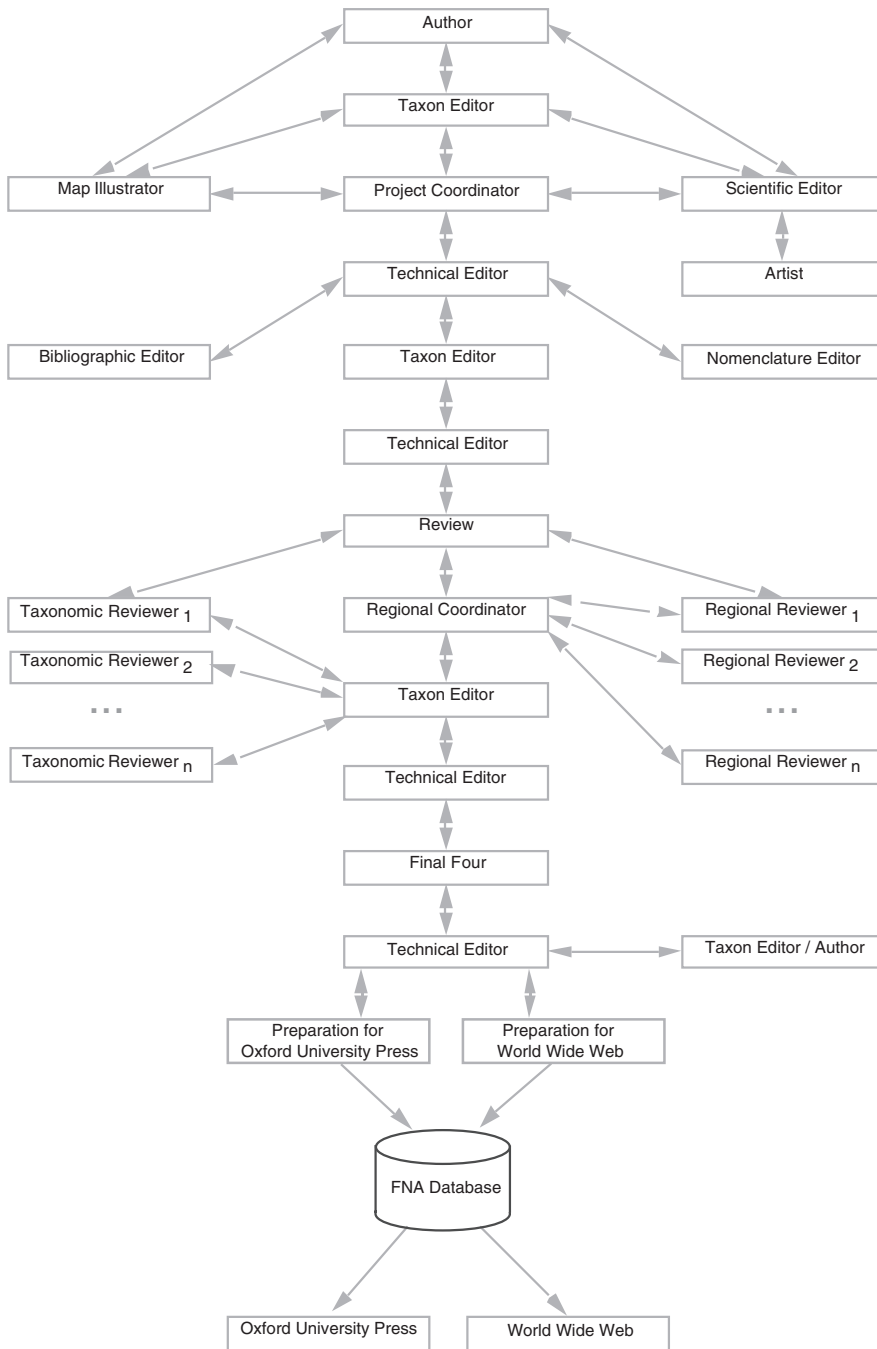 Author
Taxon Editor
Map Illustrator
Project Coordinator
Scientific Editor
Technical Editor
Artist
Bibliographic Editor
Taxon Editor
Nomenclature Editor
Technical Editor
Review
Taxonomic Reviewer 1
Regional Coordinator
Regional Reviewer 1
Taxonomic Reviewer 2
Regional Reviewer 2
Taxon Editor
...
...
Taxonomic Reviewer n
Technical Editor
Regional Reviewer n
Final Four
Technical Editor
Taxon Editor / Author
Preparation for
Oxford University Press
Preparation for
World Wide Web
FNA Database
Oxford University Press
World Wide Web